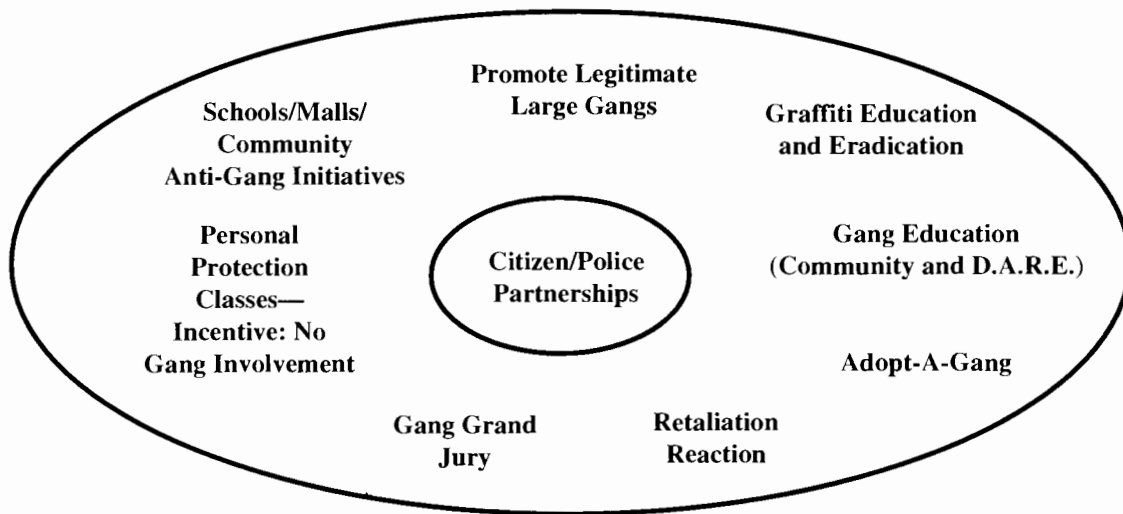 Promote Legitimate
Large Gangs
Schools/Malls/
Community
Anti-Gang Initiatives
Graffiti Education
and Eradication
Personal
Protection
Classes—
Incentive: No
Gang Involvement
Citizen/Police
Partnerships
Gang Education
(Community and D.A.R.E.)
Adopt-A-Gang
Gang Grand
Jury
Retaliation
Reaction